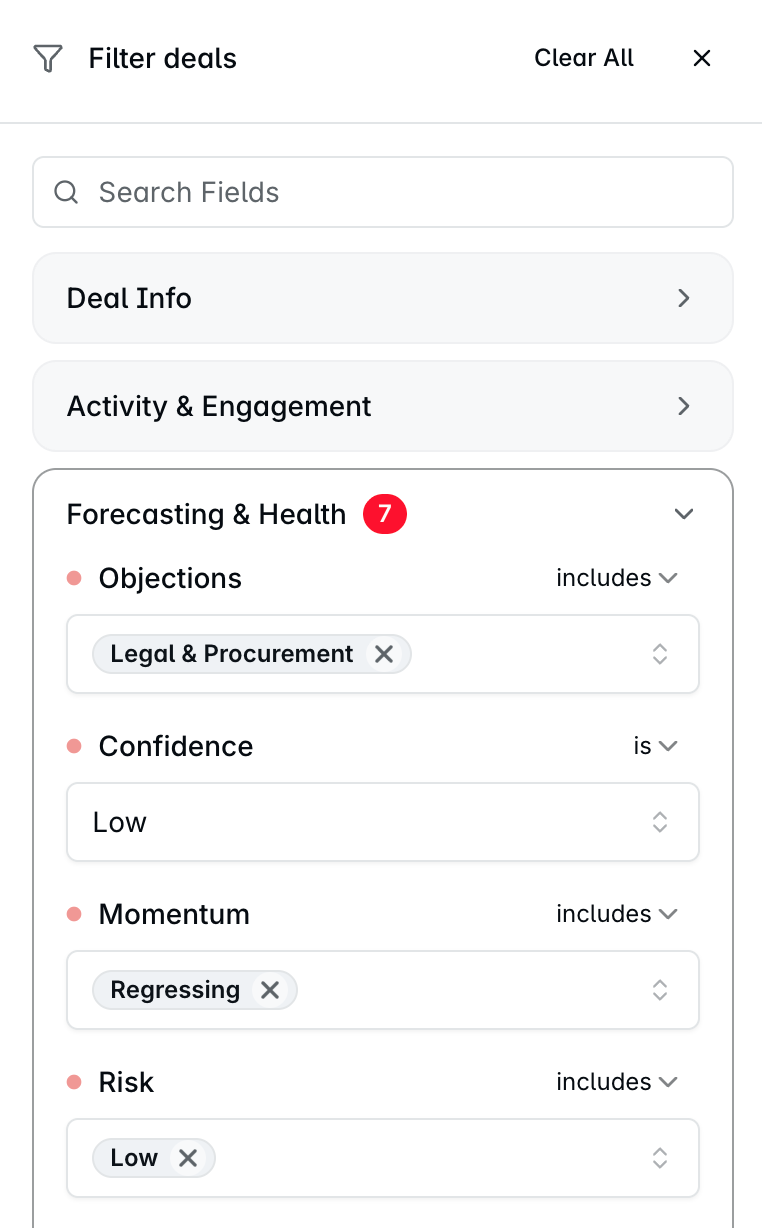 Filter deals Clear All
Search Fields
Deal Info
Activity & Engagement
Forecasting & Health 7
Objections includes
Legal & Procurement
Confidence is
Low
Momentum includes
Regressing
Risk includes
Low